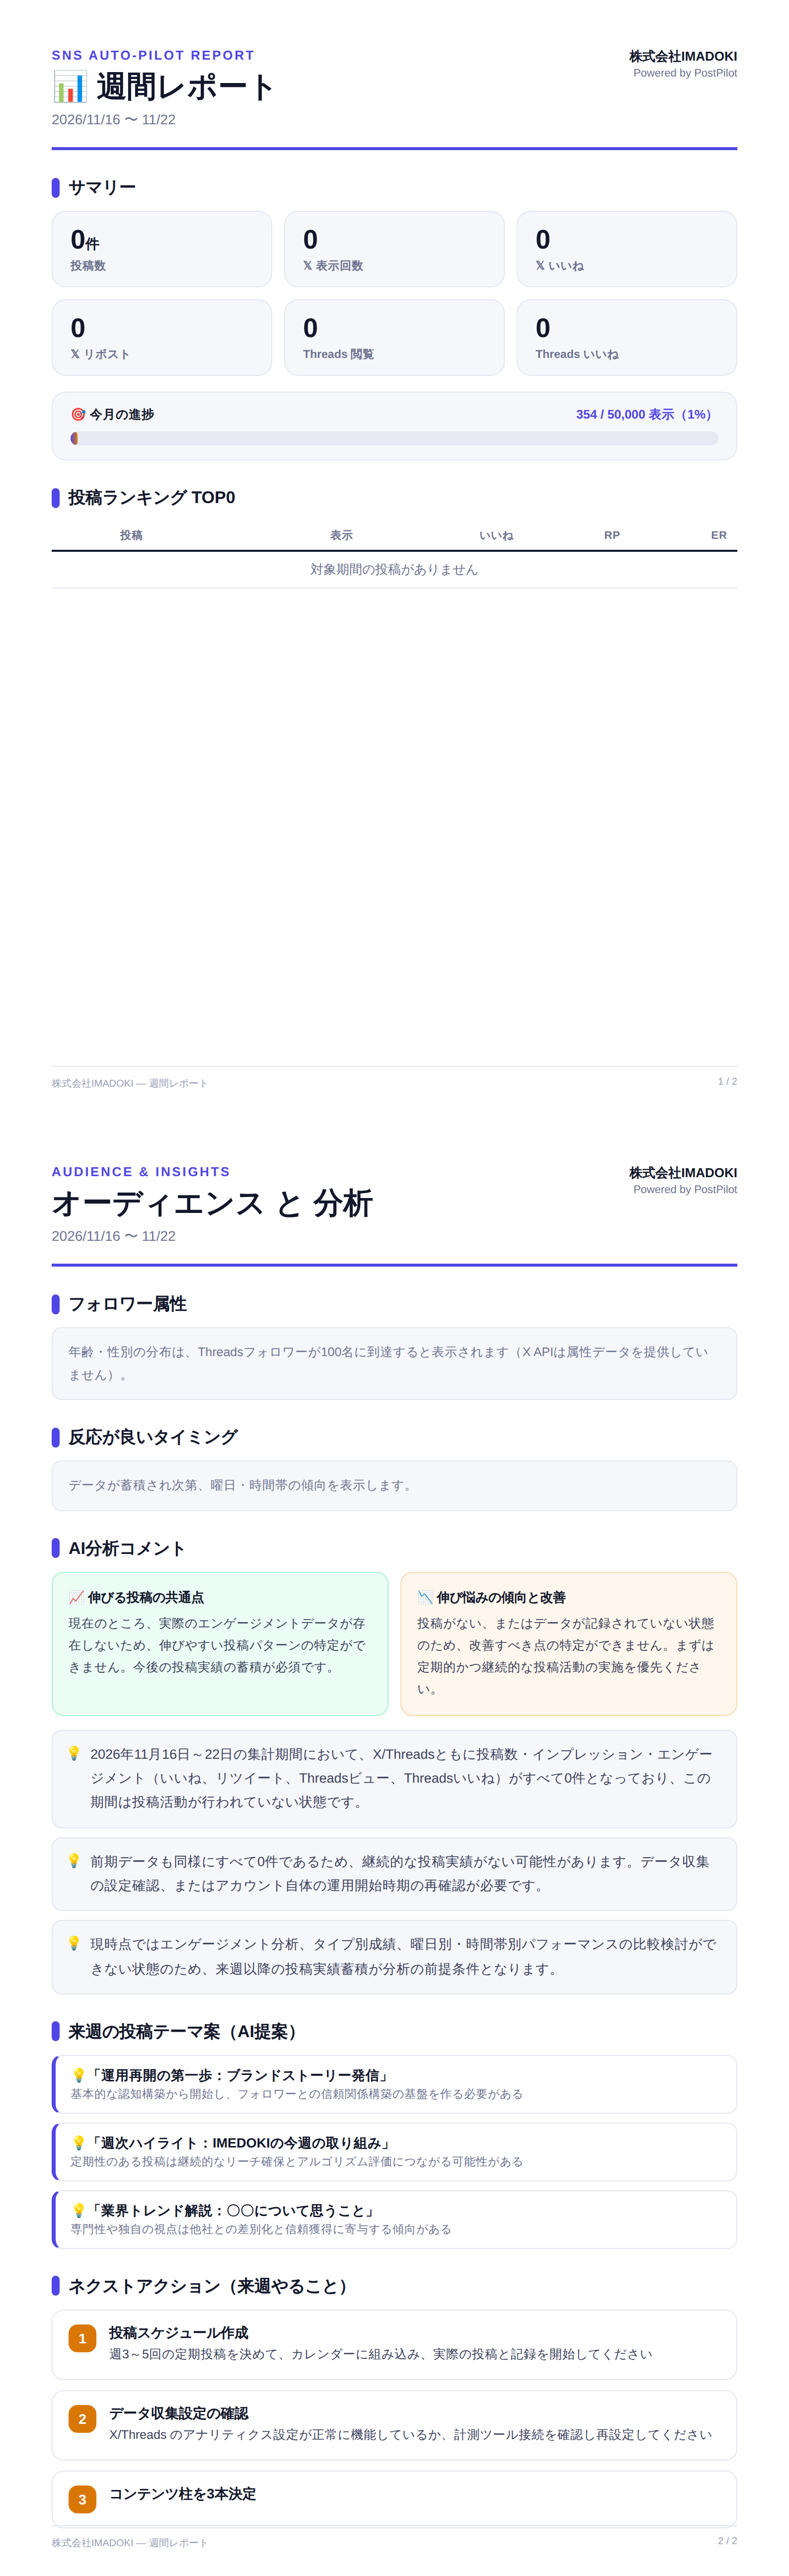 SNS AUTO-PILOT REPORT
📊 週間レポート
2026/11/16 〜 11/22
株式会社IMADOKI
Powered by PostPilot
サマリー
0件
投稿数
0
𝕏 表示回数
0
𝕏 いいね
0
𝕏 リポスト
0
Threads 閲覧
0
Threads いいね
🎯 今月の進捗
354 / 50,000 表示（1%）
投稿ランキング TOP0
投稿 表示 いいね RP ER
対象期間の投稿がありません
株式会社IMADOKI — 週間レポート
1 / 2
AUDIENCE & INSIGHTS
オーディエンス と 分析
2026/11/16 〜 11/22
株式会社IMADOKI
Powered by PostPilot
フォロワー属性
年齢・性別の分布は、Threadsフォロワーが100名に到達すると表示されます（X APIは属性データを提供してい
ません）。
反応が良いタイミング
データが蓄積され次第、曜日・時間帯の傾向を表示します。
AI分析コメント
📈 伸びる投稿の共通点
現在のところ、実際のエンゲージメントデータが存
在しないため、伸びやすい投稿パターンの特定がで
きません。今後の投稿実績の蓄積が必須です。
📉 伸び悩みの傾向と改善
投稿がない、またはデータが記録されていない状態
のため、改善すべき点の特定ができません。まずは
定期的かつ継続的な投稿活動の実施を優先くださ
い。
💡 2026年11月16日～22日の集計期間において、X/Threadsともに投稿数・インプレッション・エンゲー
ジメント（いいね、リツイート、Threadsビュー、Threadsいいね）がすべて0件となっており、この
期間は投稿活動が行われていない状態です。
💡 前期データも同様にすべて0件であるため、継続的な投稿実績がない可能性があります。データ収集
の設定確認、またはアカウント自体の運用開始時期の再確認が必要です。
💡 現時点ではエンゲージメント分析、タイプ別成績、曜日別・時間帯別パフォーマンスの比較検討がで
きない状態のため、来週以降の投稿実績蓄積が分析の前提条件となります。
来週の投稿テーマ案（AI提案）
💡「運用再開の第一歩：ブランドストーリー発信」
基本的な認知構築から開始し、フォロワーとの信頼関係構築の基盤を作る必要がある
💡「週次ハイライト：IMEDOKIの今週の取り組み」
定期性のある投稿は継続的なリーチ確保とアルゴリズム評価につながる可能性がある
💡「業界トレンド解説：〇〇について思うこと」
専門性や独自の視点は他社との差別化と信頼獲得に寄与する傾向がある
ネクストアクション（来週やること）
1 投稿スケジュール作成
週3～5回の定期投稿を決めて、カレンダーに組み込み、実際の投稿と記録を開始してください
2 データ収集設定の確認
X/Threads のアナリティクス設定が正常に機能しているか、計測ツール接続を確認し再設定してください
3 コンテンツ柱を3本決定
株式会社IMADOKI — 週間レポート
2 / 2